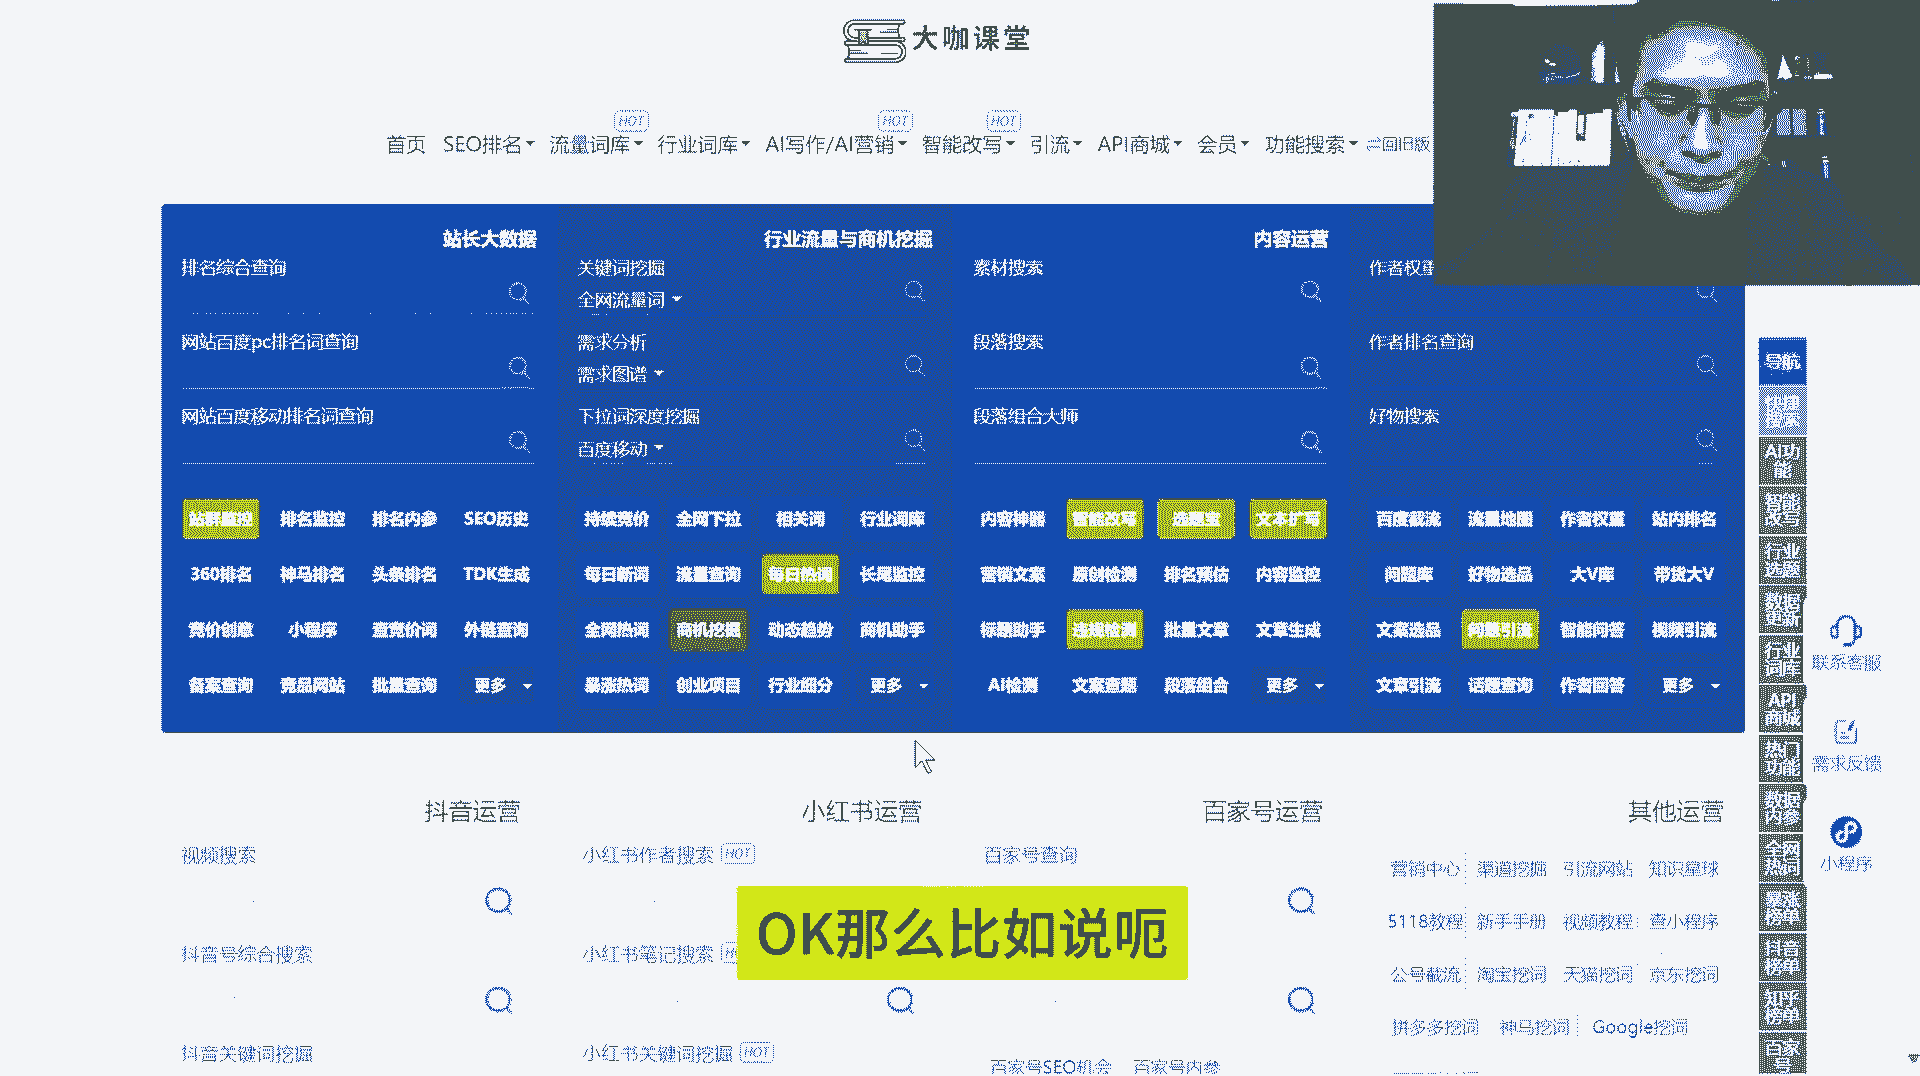 大咖课堂
HOT
HOT
HOT
首页 SEO排名 流量词库 行业词库 AI写作/AI营销 智能改写 引流 API商城 会员 功能搜索 回旧版
站长大数据
行业流量与商机挖掘
内容运营
排名综合查询
关键词挖掘
素材搜索
作者权重
全网流量词
网站百度pc排名词查询
需求分析
段落搜索
作者排名查询
需求图谱
网站百度移动排名词查询
下拉词深度挖掘
段落组合大师
好物搜索
百度移动
站群监控 排名监控 排名内参 SEO历史
持续竞价 全网下拉 相关词 行业词库
内容神器 智能改写 选题宝 文本扩写
百度截流 流量地图 作者权重 站内排名
360排名 神马排名 头条排名 TDK生成
每日新词 流量查询 每日热词 长尾监控
营销文案 原创检测 排名预估 内容监控
问题库 好物选品 大V库 带货大V
竞价创意 小程序 查竞价词 外链查询
全网热词 商机挖掘 动态趋势 商机助手
标题助手 违规检测 批量文章 文章生成
文案选品 问答引流 智能问答 视频引流
备案查询 竞品网站 批量查询 更多
暴涨热词 创业项目 行业细分 更多
AI检测 文案查题 段落组合 更多
文章引流 话题查询 作者回答 更多
导航
AI功能
智能改写
行业选题
数据更新
行业词库
API商城
热门功能
数据内参
全网热词
抖音榜单
知乎榜单
百家号
联系客服
需求反馈
小程序
抖音运营
小红书运营
百家号运营
其他运营
视频搜索
小红书作者搜索 HOT
百家号查询
营销中心 渠道挖掘 引流网站 知识星球
5118教程 新手手册 视频教程 查小程序
抖音号综合搜索
小红书笔记搜索
OK那么比如说呃
公号截流 淘宝挖词 天猫挖词 京东挖词
拼多多挖词 神马挖词 Google挖词
抖音关键词挖掘
小红书关键词挖掘 HOT
百家号SEO机会 百家号内参